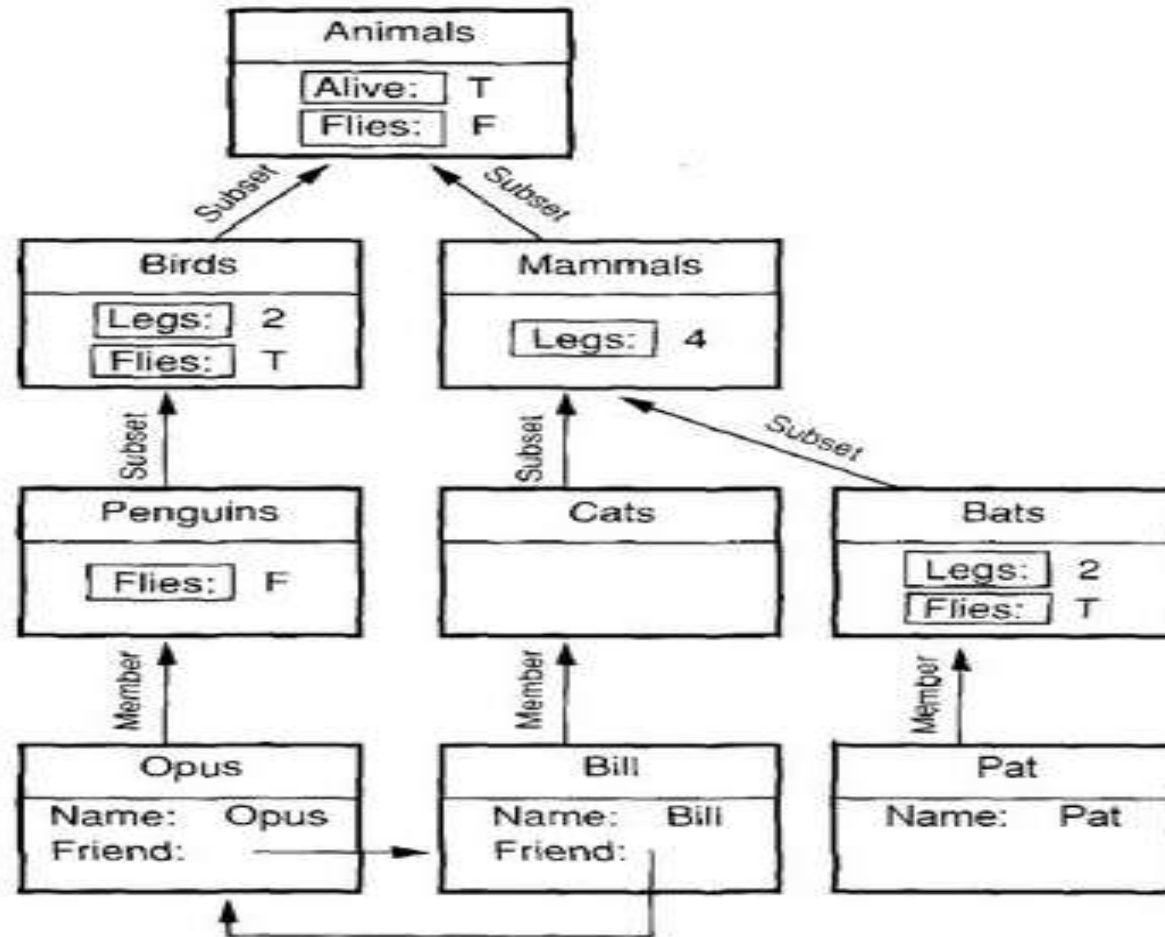 Animals
Alive: T
Flies: F
Subset
Subset
Birds
Legs: 2
Flies: T
Mammals
Legs: 4
Subset
Subset
Subset
Penguins
Flies: F
Cats
Bats
Legs: 2
Flies: T
Member
Member
Member
Opus
Name: Opus
Friend:
Bill
Name: Bill
Friend:
Pat
Name: Pat